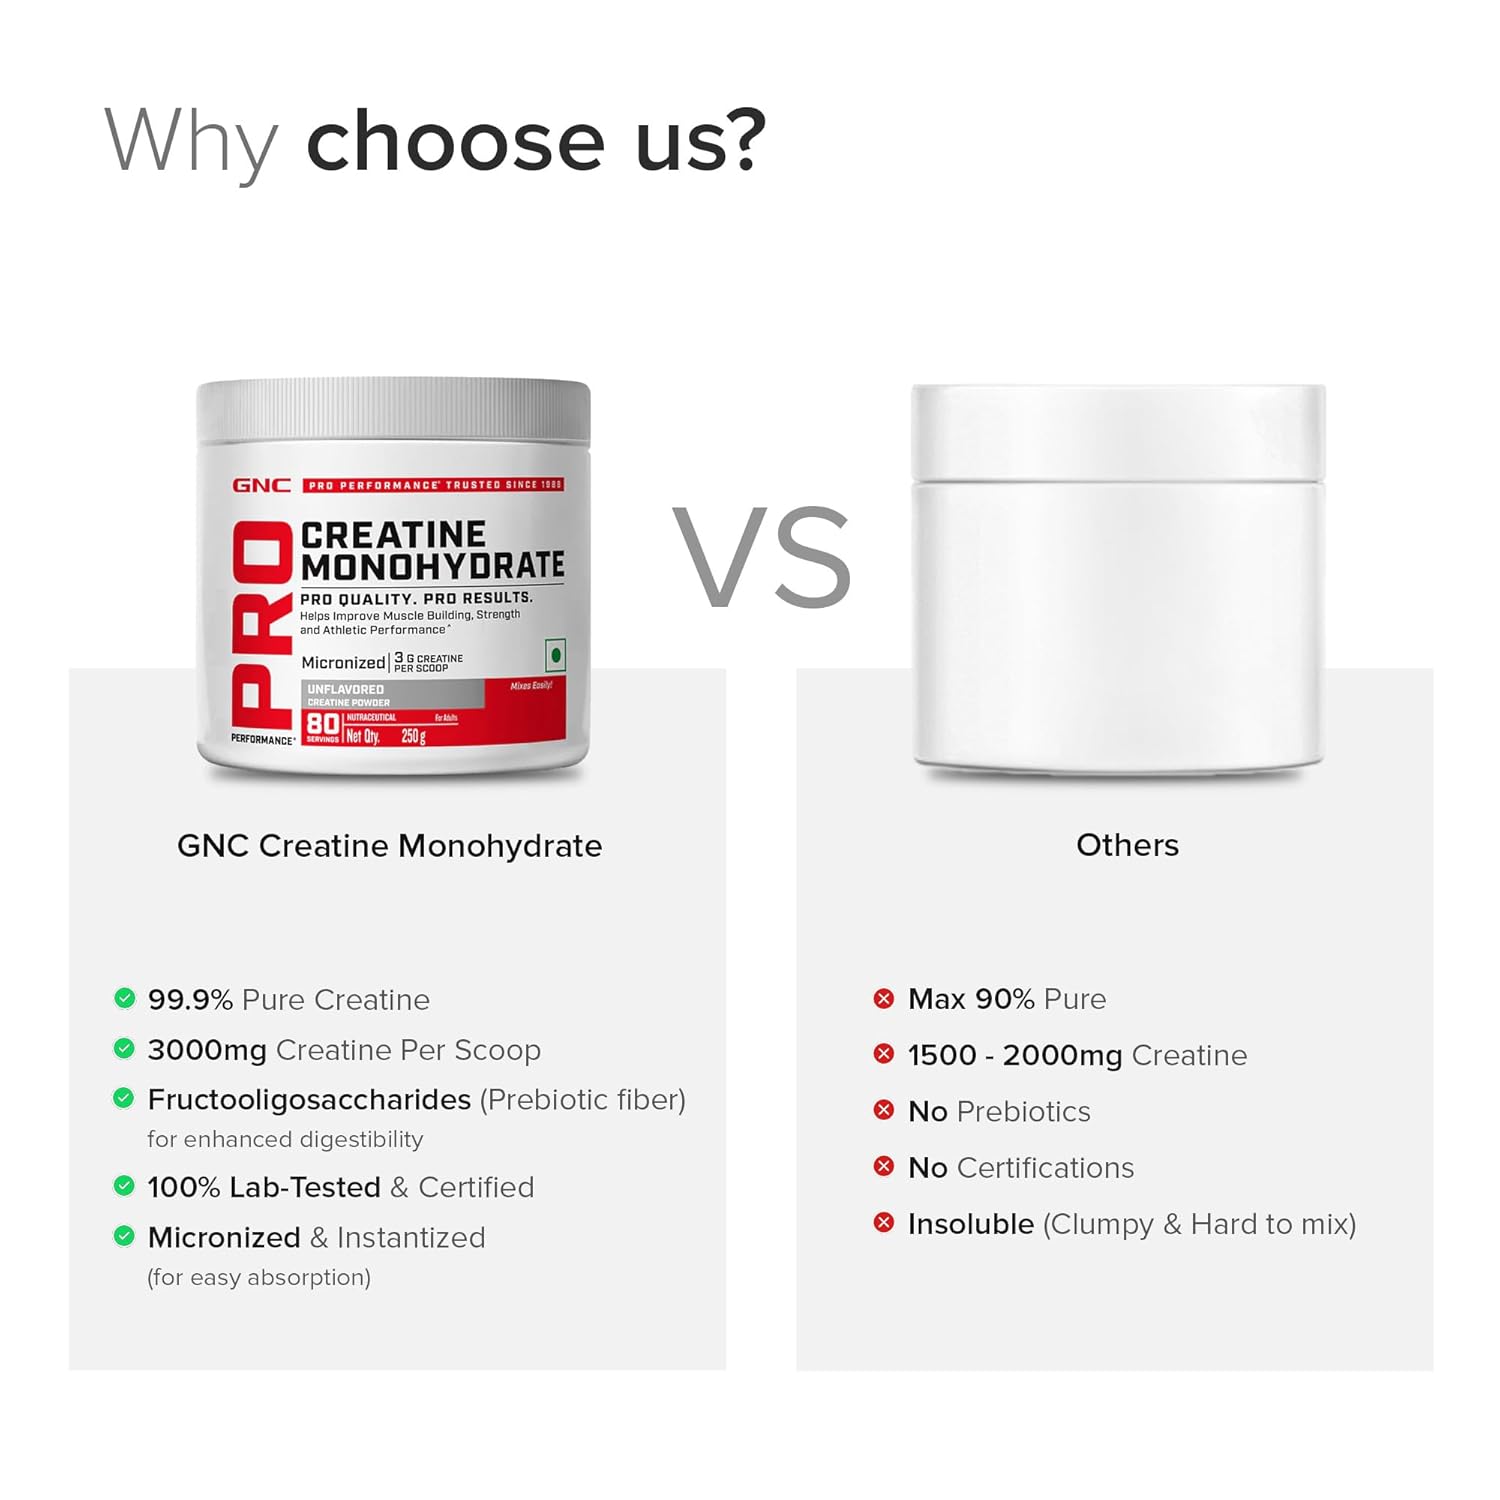 Why choose us?
GNC PRO PERFORMANCE* TRUSTED SINCE 1989
PRO
PERFORMANCE*
CREATINE
MONOHYDRATE
PRO QUALITY. PRO RESULTS.
Helps Improve Muscle Building, Strength
and Athletic Performance^
Micronized
3 G CREATINE
PER SCOOP
UNFLAVORED
CREATINE POWDER
Mixes Easily!
80
SERVINGS
NUTRACEUTICAL For Adults
Net Qty. 250 g
VS
GNC Creatine Monohydrate
99.9% Pure Creatine
3000mg Creatine Per Scoop
Fructooligosaccharides (Prebiotic fiber)
for enhanced digestibility
100% Lab-Tested & Certified
Micronized & Instantized
(for easy absorption)
Others
Max 90% Pure
1500 - 2000mg Creatine
No Prebiotics
No Certifications
Insoluble (Clumpy & Hard to mix)